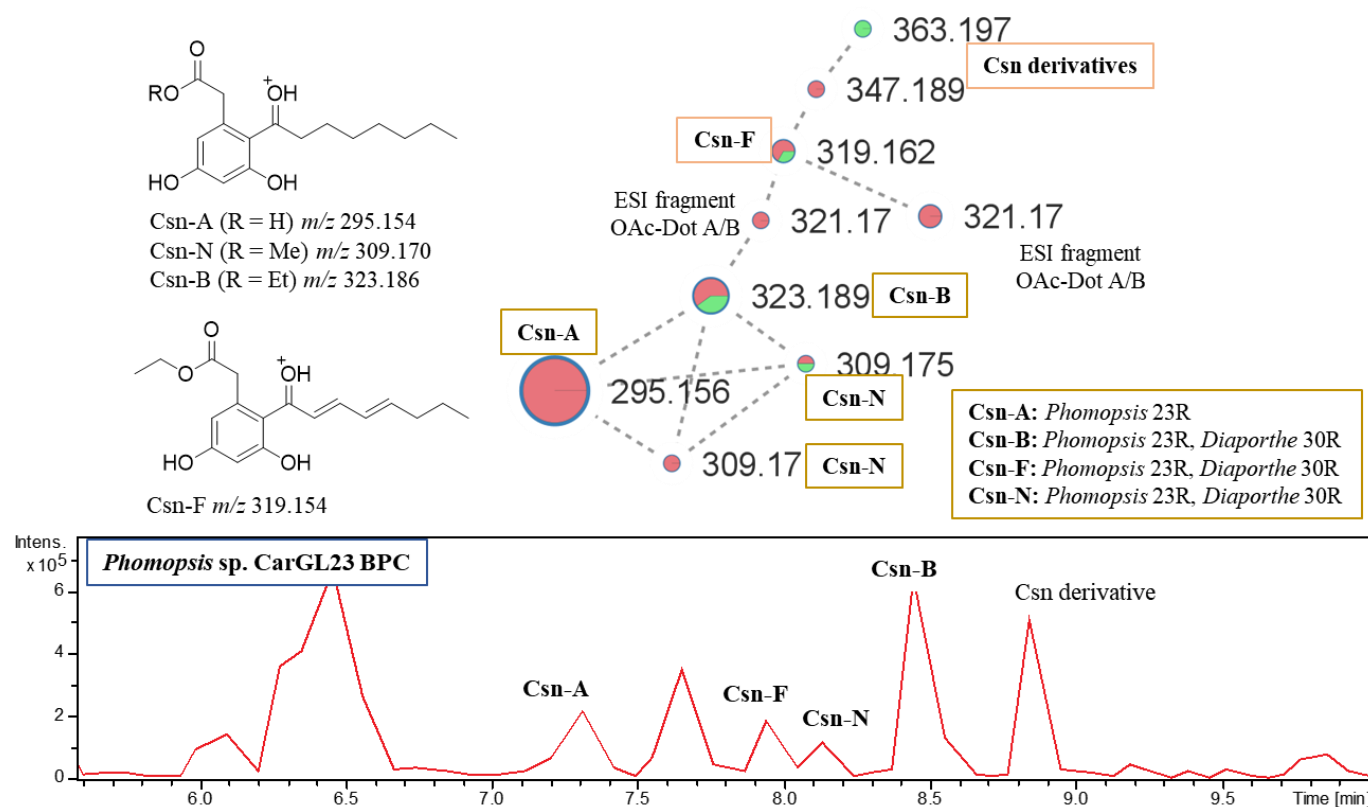 O
RO
+
OH
HO
OH
Csn-A (R = H) m/z 295.154
Csn-N (R = Me) m/z 309.170
Csn-B (R = Et) m/z 323.186
O
O
+
OH
HO
OH
Csn-F m/z 319.154
363.197
Csn derivatives
347.189
Csn-F
319.162
ESI fragment
OAc-Dot A/B
321.17
321.17
ESI fragment
OAc-Dot A/B
323.189
Csn-B
Csn-A
295.156
309.175
Csn-N
309.17
Csn-N
Csn-A: Phomopsis 23R
Csn-B: Phomopsis 23R, Diaporthe 30R
Csn-F: Phomopsis 23R, Diaporthe 30R
Csn-N: Phomopsis 23R, Diaporthe 30R
Intens.
x 10⁵
Phomopsis sp. CarGL23 BPC
6
4
2
0
Csn-A
Csn-F
Csn-N
Csn-B
Csn derivative
6.0 6.5 7.0 7.5 8.0 8.5 9.0 9.5 Time [min]